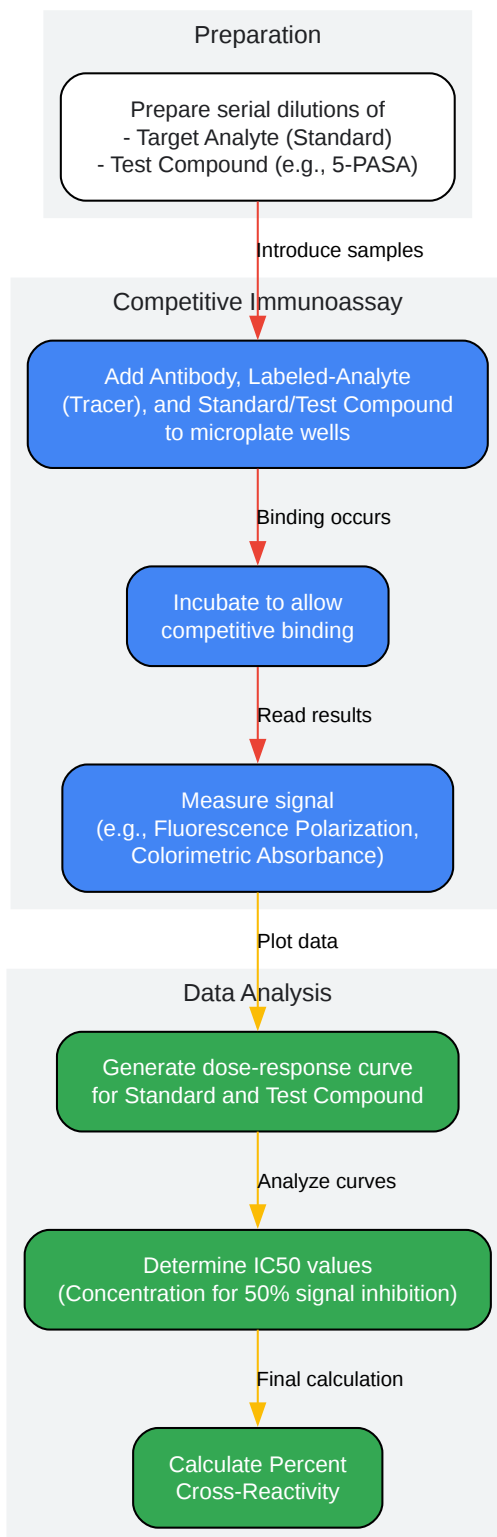 Preparation
Prepare serial dilutions of
- Target Analyte (Standard)
- Test Compound (e.g., 5-PASA)
Introduce samples
Competitive Immunoassay
Add Antibody, Labeled-Analyte
(Tracer), and Standard/Test Compound
to microplate wells
Binding occurs
Incubate to allow
competitive binding
Read results
Measure signal
(e.g., Fluorescence Polarization,
Colorimetric Absorbance)
Plot data
Data Analysis
Generate dose-response curve
for Standard and Test Compound
Analyze curves
Determine IC50 values
(Concentration for 50% signal inhibition)
Final calculation
Calculate Percent
Cross-Reactivity